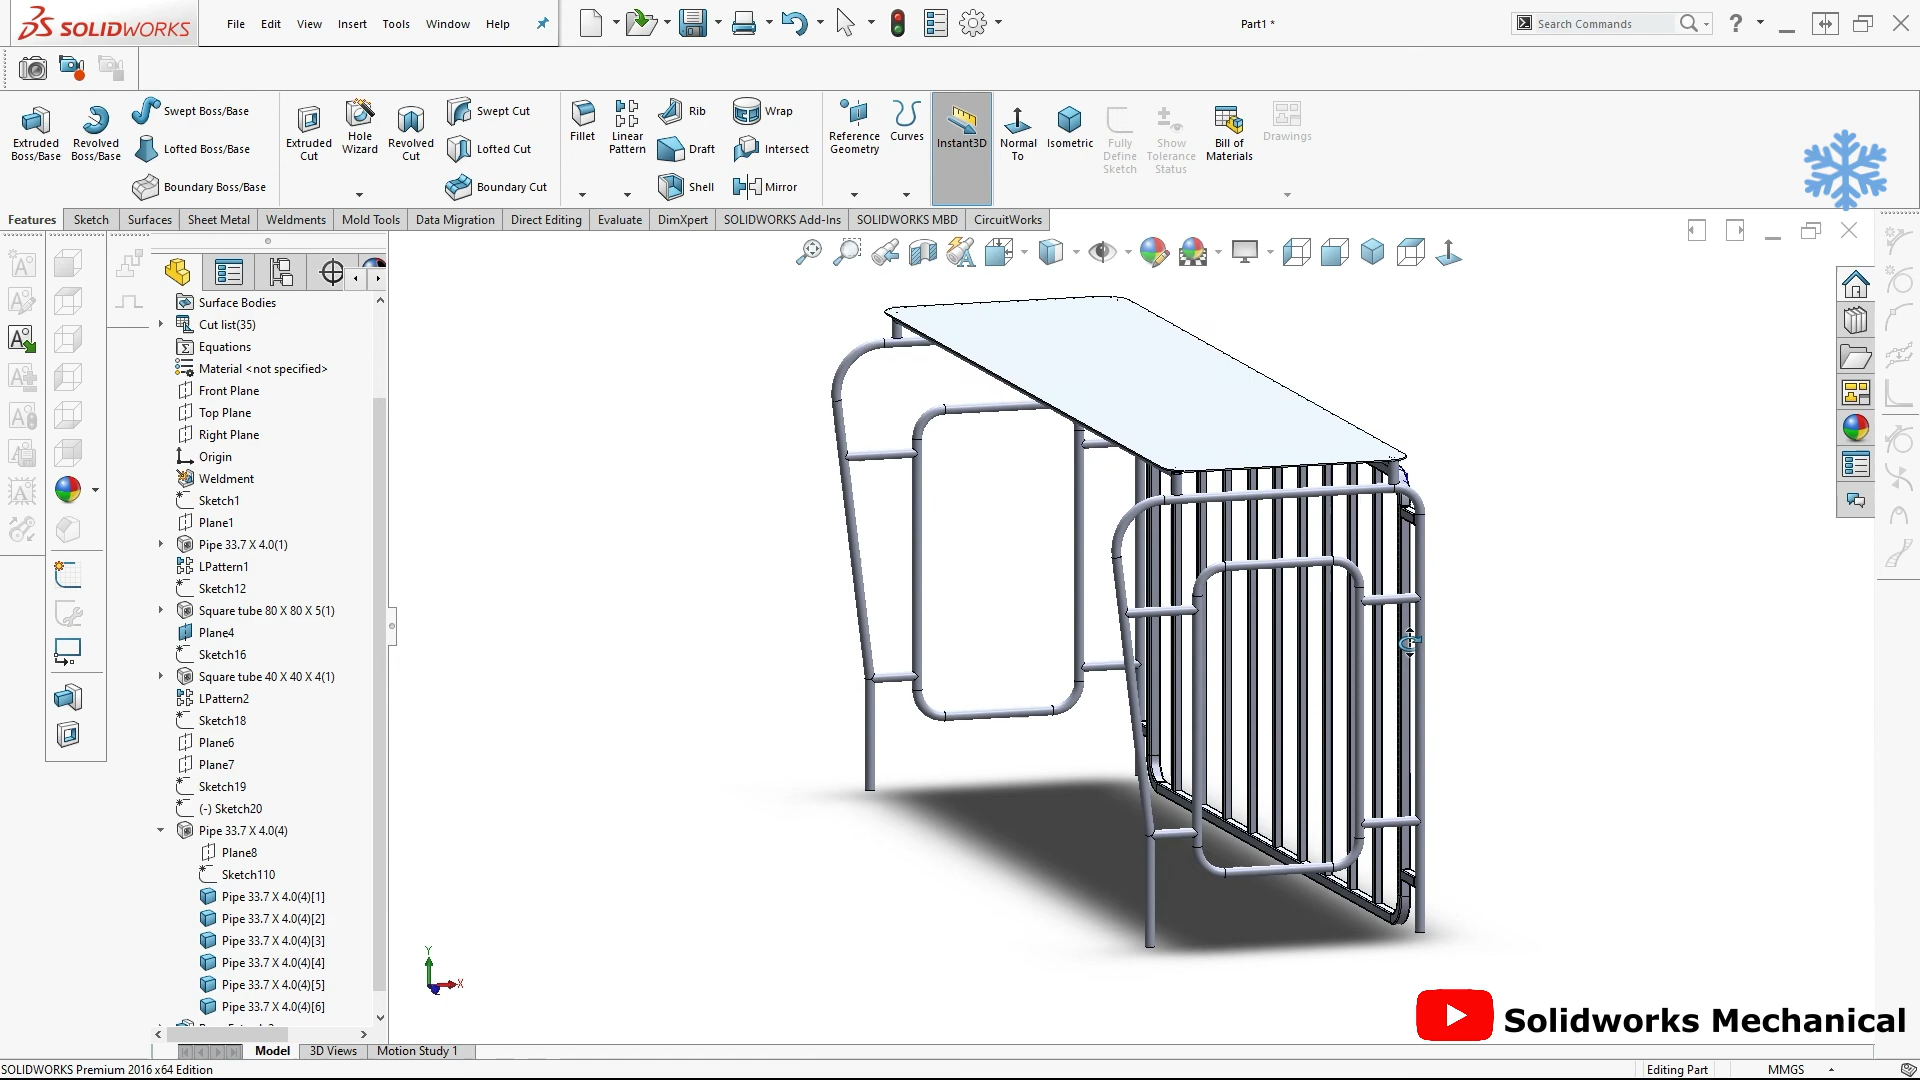 SOLIDWORKS
File Edit View Insert Tools Window Help
Part1 *
Search Commands
?
Extruded Boss/Base
Revolved Boss/Base
Swept Boss/Base
Lofted Boss/Base
Boundary Boss/Base
Extruded Cut
Hole Wizard
Revolved Cut
Swept Cut
Lofted Cut
Boundary Cut
Fillet
Linear Pattern
Rib
Draft
Shell
Wrap
Intersect
Mirror
Reference Geometry
Curves
Instant3D
Normal To
Isometric
Fully Define Sketch
Show Tolerance Status
Bill of Materials
Drawings
Features Sketch Surfaces Sheet Metal Weldments Mold Tools Data Migration Direct Editing Evaluate DimXpert SOLIDWORKS Add-Ins SOLIDWORKS MBD CircuitWorks
Surface Bodies
Cut list(35)
Equations
Material <not specified>
Front Plane
Top Plane
Right Plane
Origin
Weldment
Sketch1
Plane1
Pipe 33.7 X 4.0(1)
LPattern1
Sketch12
Square tube 80 X 80 X 5(1)
Plane4
Sketch16
Square tube 40 X 40 X 4(1)
LPattern2
Sketch18
Plane6
Plane7
Sketch19
(-) Sketch20
Pipe 33.7 X 4.0(4)
Plane8
Sketch110
Pipe 33.7 X 4.0(4)[1]
Pipe 33.7 X 4.0(4)[2]
Pipe 33.7 X 4.0(4)[3]
Pipe 33.7 X 4.0(4)[4]
Pipe 33.7 X 4.0(4)[5]
Pipe 33.7 X 4.0(4)[6]
Y
X
Solidworks Mechanical
Model 3D Views Motion Study 1
SOLIDWORKS Premium 2016 x64 Edition
Editing Part
MMGS